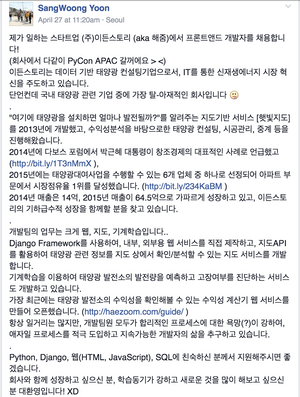 SangWoong Yoon
April 27 at 11:20am · Seoul
제가 일하는 스타트업 (주)이든스토리 (aka 해줌)에서 프론트엔드 개발자를 채용합니
다!
(회사에서 다같이 PyCon APAC 갈꺼에요 > <)
이든스토리는 데이터 기반 태양광 컨설팅기업으로서, IT를 통한 신재생에너지 시장 혁
신을 주도하고 있습니다.
단언컨데 국내 태양광 관련 기업 중에 가장 탈-아재적인 회사입니다
.
"여기에 태양광을 설치하면 얼마나 발전될까?"를 알려주는 지도기반 서비스 [햇빛지도]
를 2013년에 개발했고, 수익성분석을 바탕으로한 태양광 컨설팅, 시공관리, 중계 등을
진행해왔습니다.
2014년에 다보스 포럼에서 박근혜 대통령이 창조경제의 대표적인 사례로 언급했고
(http://bit.ly/1T3nMmX ),
2015년에는 태양광대여사업을 수행할 수 있는 6개 업체 중 하나로 선정되어 아파트 부
문에서 시장점유율 1위를 달성했습니다. (http://bit.ly/234KaBM )
2014년 매출은 14억, 2015년 매출이 64.5억으로 가파르게 성장하고 있고, 이든스토
리의 기하급수적 성장을 함께할 분을 찾고 있습니다.
.
개발팀의 업무는 크게 웹, 지도, 기계학습입니다..
Django Framework를 사용하여, 내부, 외부용 웹 서비스를 직접 제작하고, 지도API
를 활용하여 태양광 관련 정보를 지도 상에서 확인/분석할 수 있는 지도 서비스를 개발
합니다.
기계학습을 이용하여 태양광 발전소의 발전량을 예측하고 고장여부를 진단하는 서비스
도 개발하고 있습니다.
가장 최근에는 태양광 발전소의 수익성을 확인해볼 수 있는 수익성 계산기 웹 서비스를
만들어 오픈했습니다. (http://haezoom.com/guide/ )
항상 일거리는 많지만, 개발팀원 모두가 합리적인 프로세스에 대한 욕망(?)이 강하여,
애자일 프로세스를 적극 도입하고 지속가능한 개발자의 삶을 추구하고 있습니다.
.
Python, Django, 웹(HTML, JavaScript), SQL에 친숙하신 분께서 지원해주시면 좋
겠습니다.
회사와 함께 성장하고 싶으신 분, 학습동기가 강하고 새로운 것을 많이 해보고 싶으신
분 대환영입니다! XD